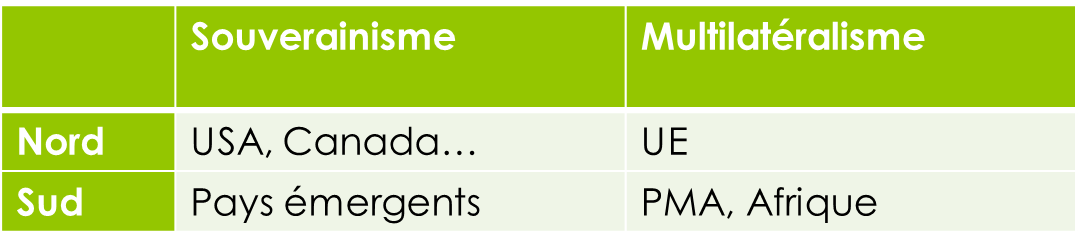 Souverainisme Multilatéralisme
Nord USA, Canada… UE
Sud Pays émergents PMA, Afrique